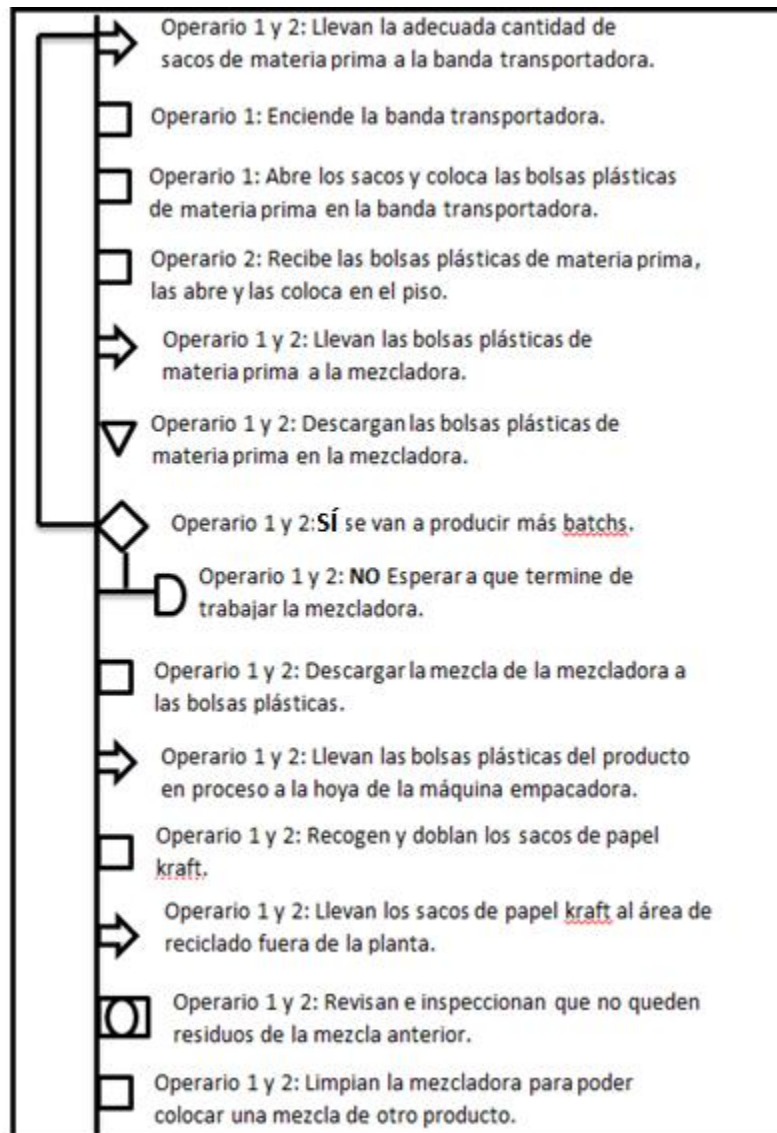 Operario 1 y 2: Llevan la adecuada cantidad de
sacos de materia prima a la banda transportadora.
Operario 1: Enciende la banda transportadora.
Operario 1: Abre los sacos y coloca las bolsas plásticas
de materia prima en la banda transportadora.
Operario 2: Recibe las bolsas plásticas de materia prima,
las abre y las coloca en el piso.
Operario 1 y 2: Llevan las bolsas plásticas de
materia prima a la mezcladora.
Operario 1 y 2: Descargan las bolsas plásticas de
materia prima en la mezcladora.
Operario 1 y 2: SÍ se van a producir más batchs.
Operario 1 y 2: NO Esperar a que termine de
trabajar la mezcladora.
Operario 1 y 2: Descargar la mezcla de la mezcladora a
las bolsas plásticas.
Operario 1 y 2: Llevan las bolsas plásticas del producto
en proceso a la hoya de la máquina empacadora.
Operario 1 y 2: Recogen y doblan los sacos de papel
kraft.
Operario 1 y 2: Llevan los sacos de papel kraft al área de
reciclado fuera de la planta.
Operario 1 y 2: Revisan e inspeccionan que no queden
residuos de la mezcla anterior.
Operario 1 y 2: Limpian la mezcladora para poder
colocar una mezcla de otro producto.